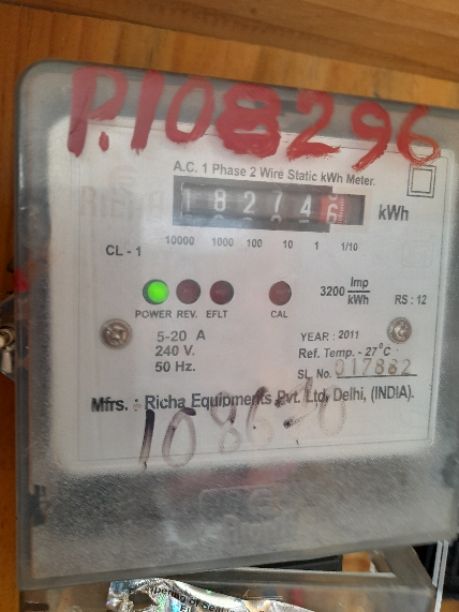 P.108296
A.C. 1 Phase 2 Wire Static kWh Meter.
182746 kWh
10000 1000 100 10 1 1/10
CL - 1
3200 Imp/kWh
RS : 12
POWER REV. EFLT CAL
5-20 A
240 V.
50 Hz.
YEAR : 2011
Ref. Temp. - 27°C
SL. No. 017882
Mfrs. : Richa Equipments Pvt. Ltd, Delhi, (INDIA).